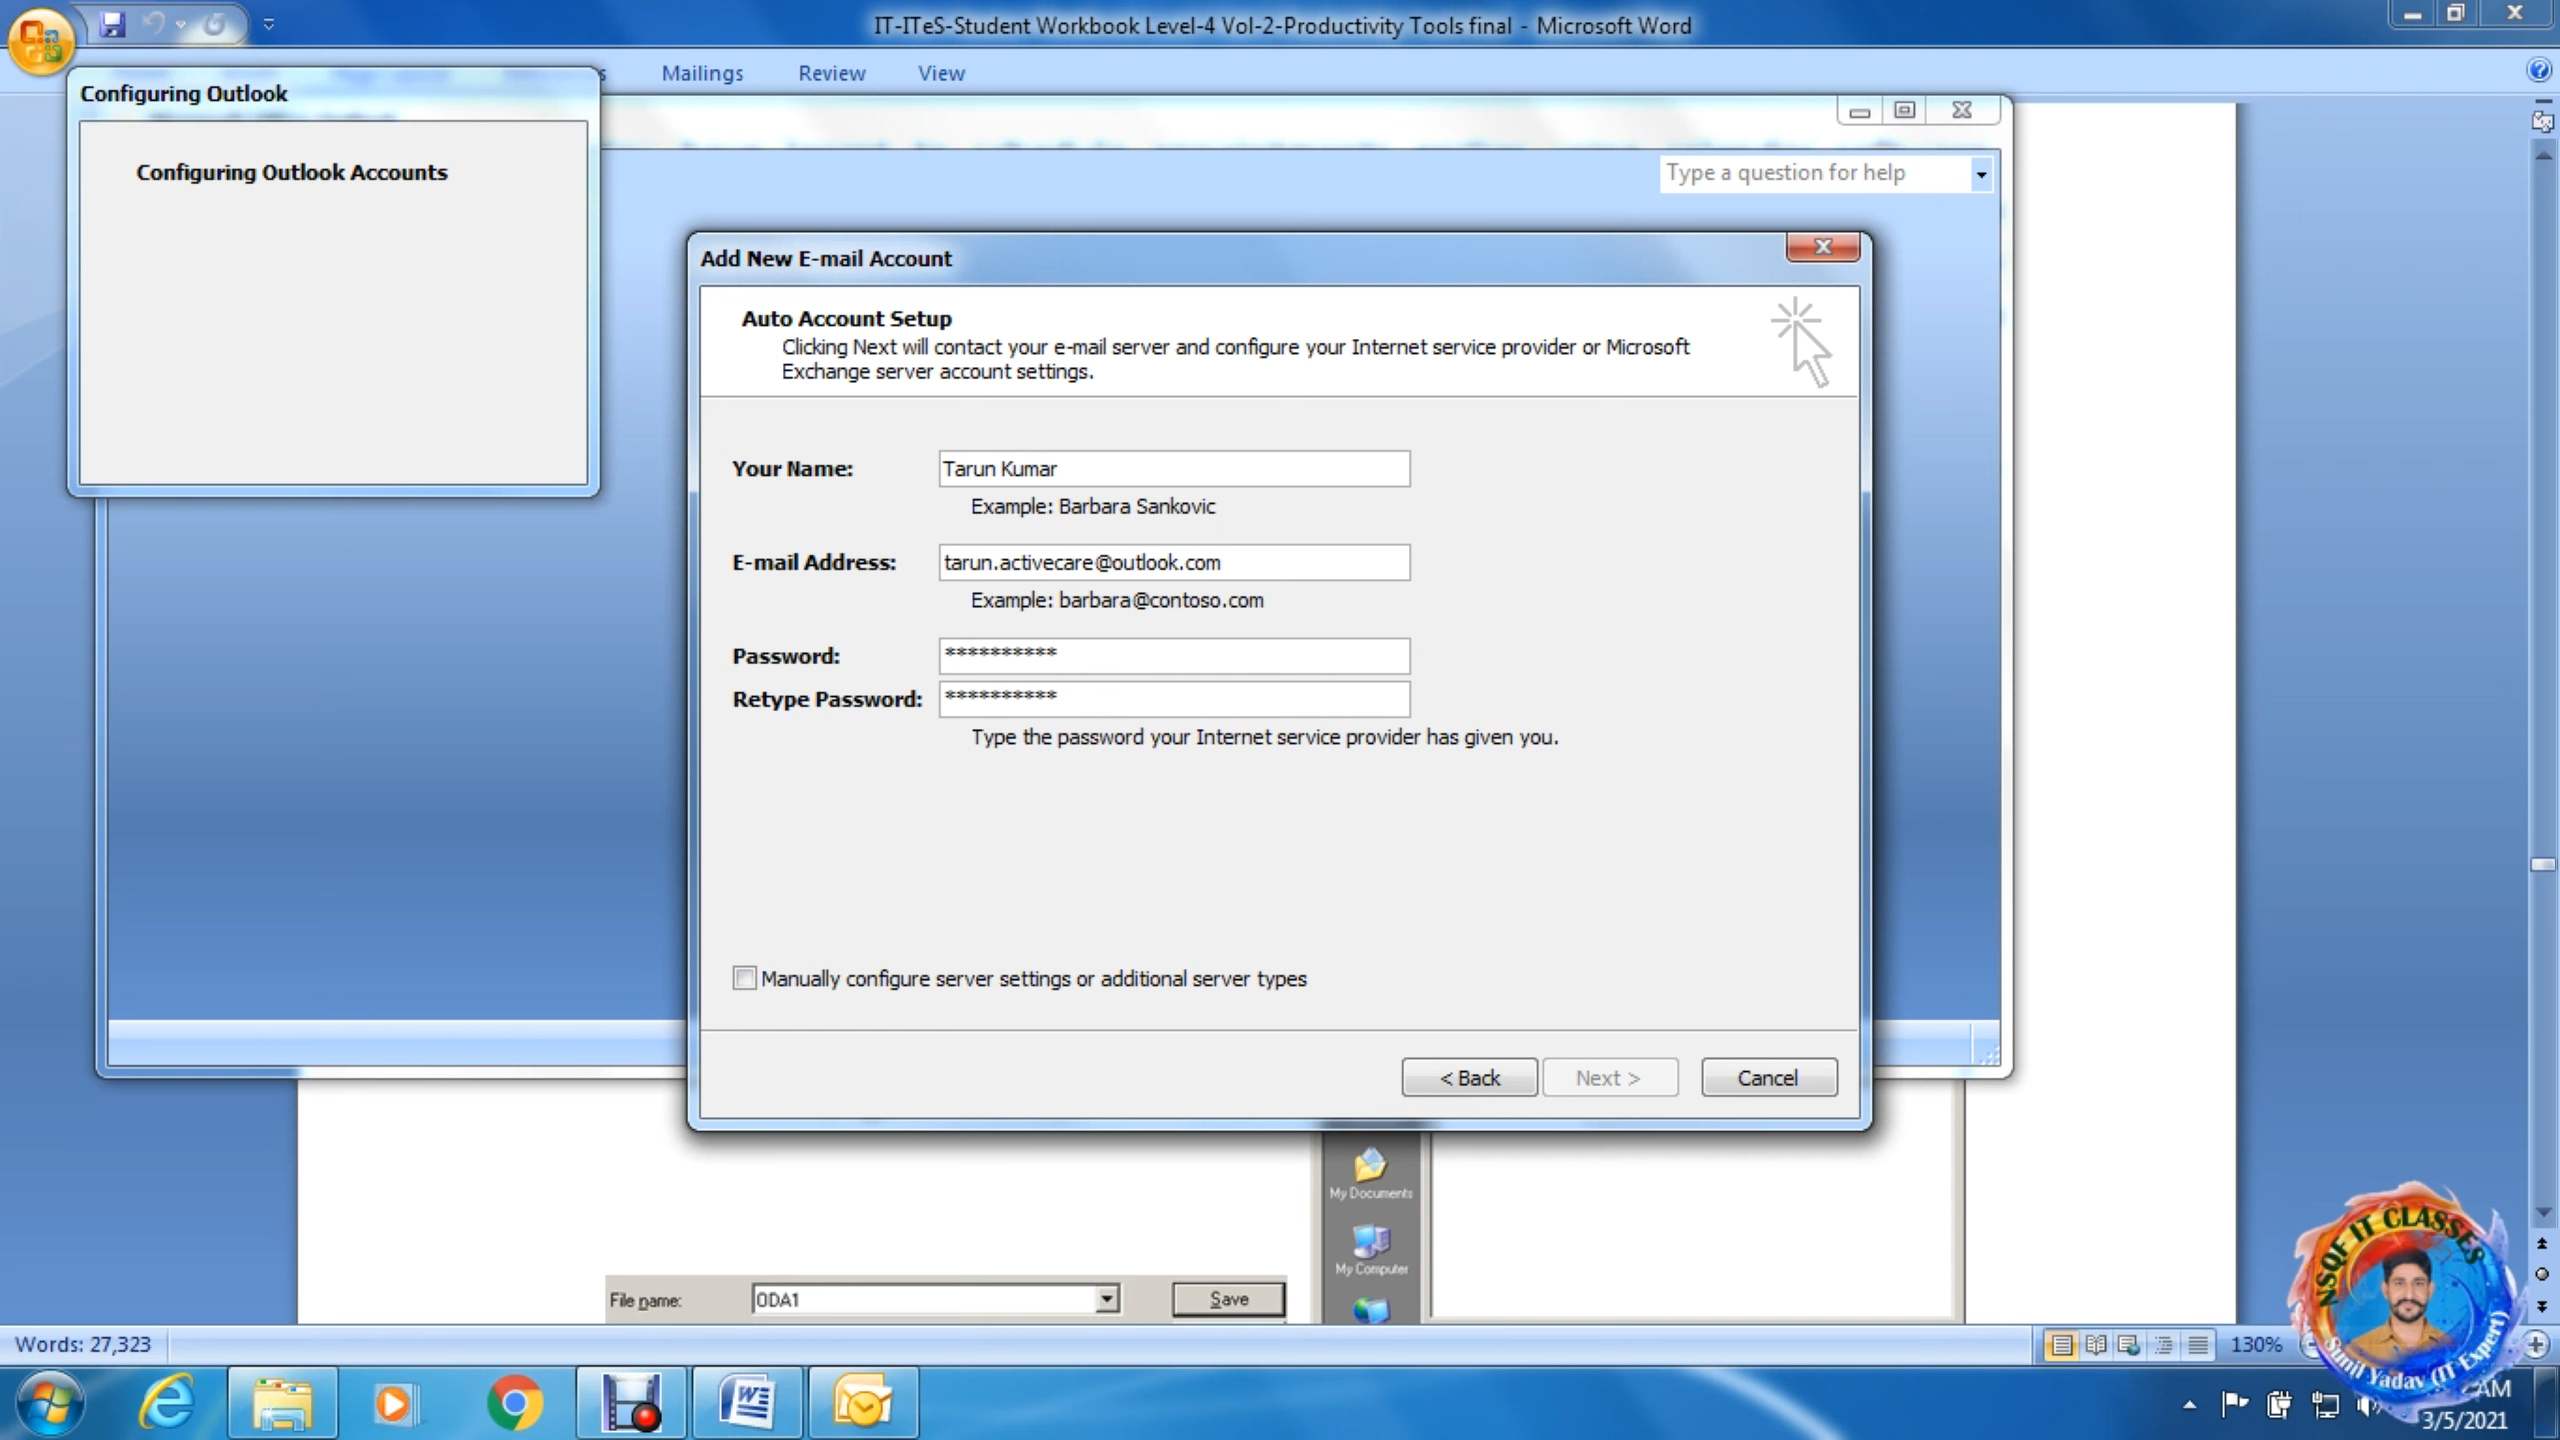 IT-ITeS-Student Workbook Level-4 Vol-2-Productivity Tools final - Microsoft Word
Mailings Review View
Configuring Outlook
Configuring Outlook Accounts
Type a question for help
Add New E-mail Account
Auto Account Setup
Clicking Next will contact your e-mail server and configure your Internet service provider or Microsoft
Exchange server account settings.
Your Name: Tarun Kumar
Example: Barbara Sankovic
E-mail Address: tarun.activecare@outlook.com
Example: barbara@contoso.com
Password: **********
Retype Password: **********
Type the password your Internet service provider has given you.
Manually configure server settings or additional server types
< Back Next > Cancel
My Documents
My Computer
File name: ODA1 Save
NSQF IT CLASSES
Sunil Yadav (IT Expert)
Words: 27,323
130%
AM
3/5/2021